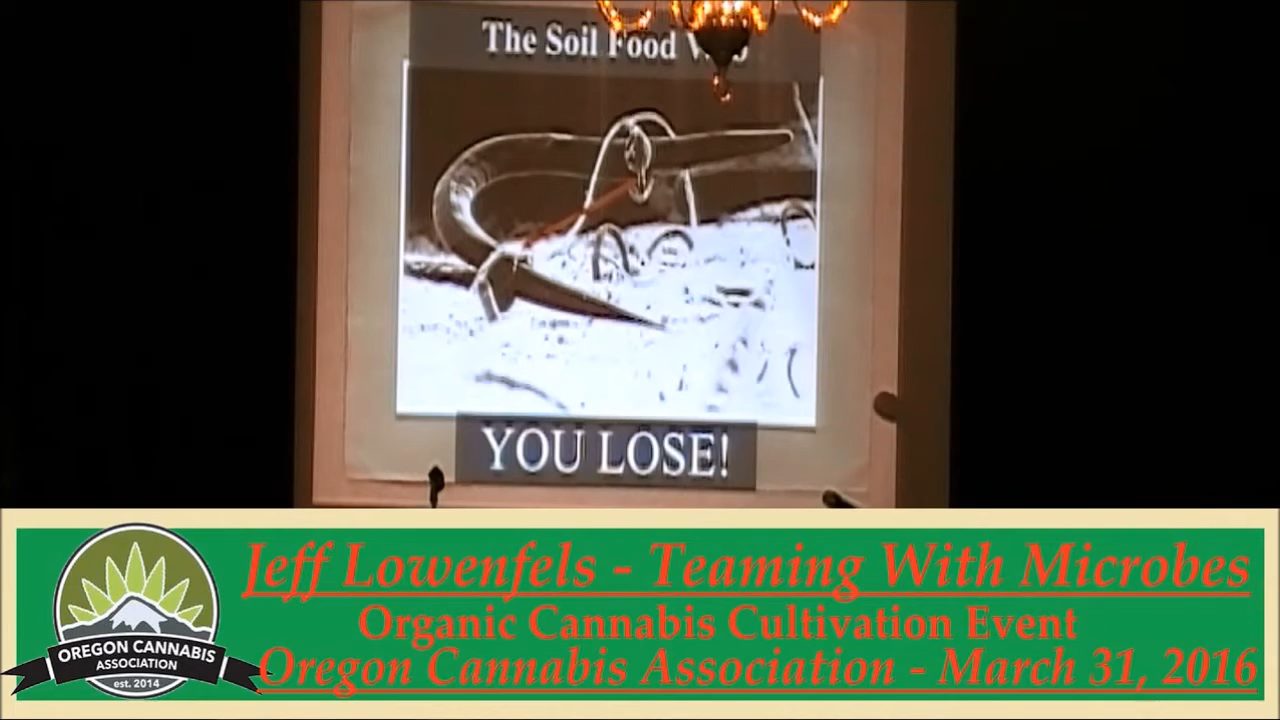 The Soil Food
YOU LOSE!
Jeff Lowenfels - Teaming With Microbes
Organic Cannabis Cultivation Event
Oregon Cannabis Association - March 31, 2016
OREGON CANNABIS
ASSOCIATION
est. 2014